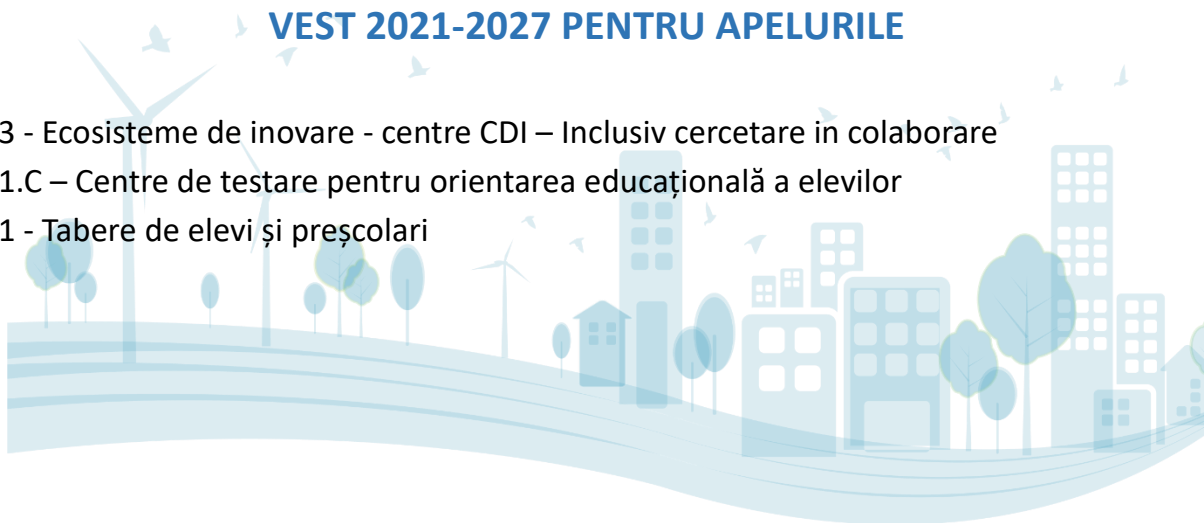 VEST 2021-2027 PENTRU APELURILE
3 - Ecosisteme de inovare - centre CDI – Inclusiv cercetare in colaborare
1.C – Centre de testare pentru orientarea educațională a elevilor
1 - Tabere de elevi și preșcolari